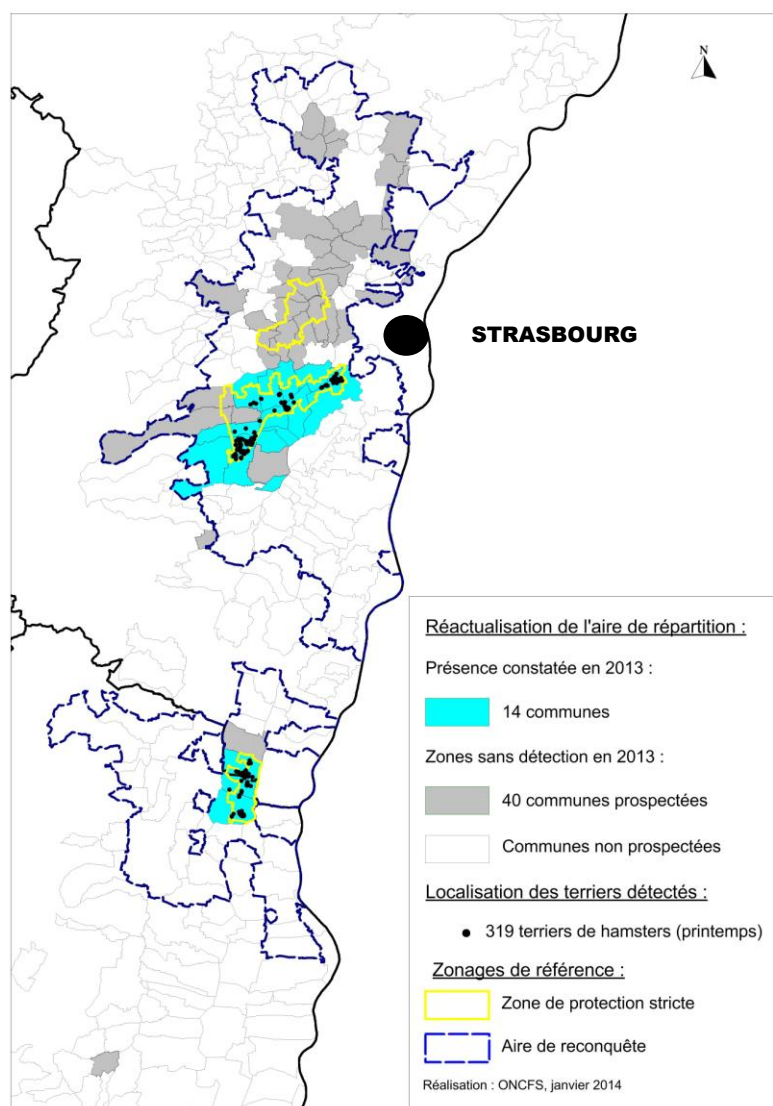 N
STRASBOURG
Réactualisation de l'aire de répartition :
Présence constatée en 2013 :
14 communes
Zones sans détection en 2013 :
40 communes prospectées
Communes non prospectées
Localisation des terriers détectés :
319 terriers de hamsters (printemps)
Zonages de référence :
Zone de protection stricte
Aire de reconquête
Réalisation : ONCFS, janvier 2014